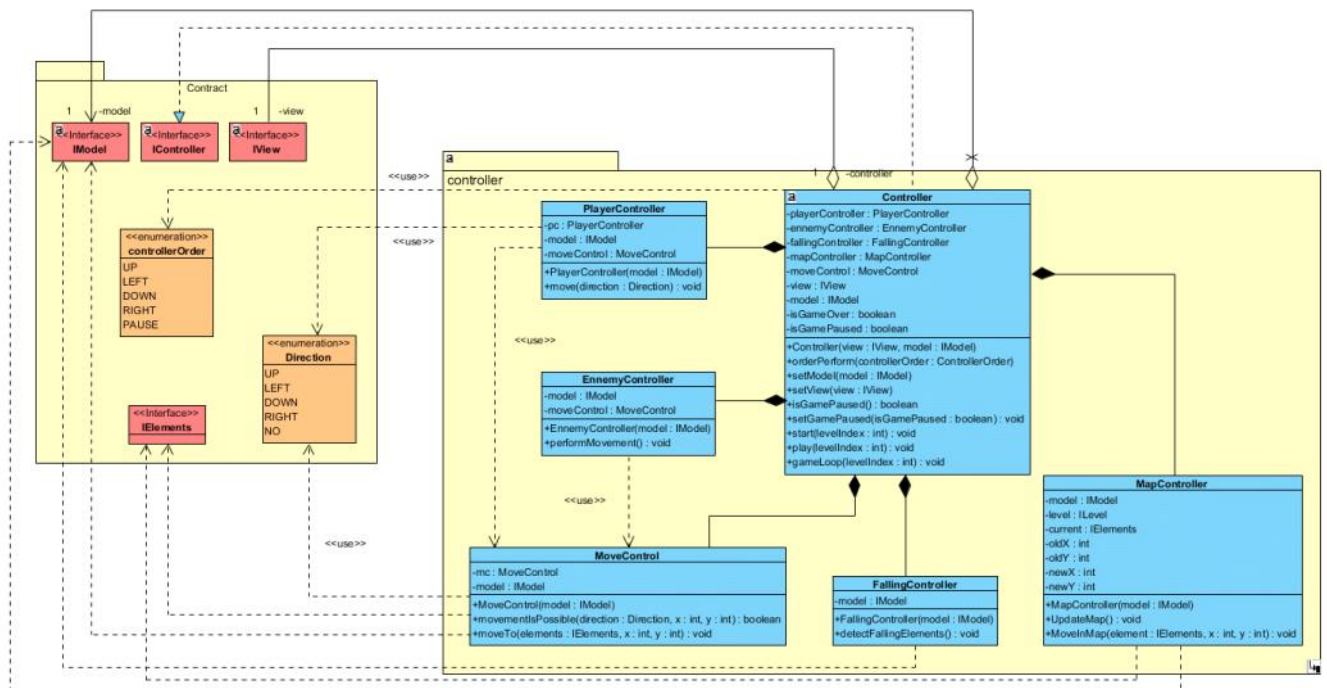 Contract
1 -model
1 -view
<<Interface>>
IModel
<<Interface>>
IController
<<Interface>>
IView
<<enumeration>>
controllerOrder
UP
LEFT
DOWN
RIGHT
PAUSE
<<enumeration>>
Direction
UP
LEFT
DOWN
RIGHT
NO
<<Interface>>
IElements
<<use>>
<<use>>
<<use>>
<<use>>
<<use>>
a
controller
1 -controller
PlayerController
-pc : PlayerController
-model : IModel
-moveControl : MoveControl
+PlayerController(model : IModel)
+move(direction : Direction) : void
EnnemyController
-model : IModel
-moveControl : MoveControl
+EnnemyController(model : IModel)
+performMovement() : void
Controller
-playerController : PlayerController
-ennemyController : EnnemyController
-fallingController : FallingController
-mapController : MapController
-moveControl : MoveControl
-view : IView
-model : IModel
-isGameOver : boolean
-isGamePaused : boolean
+Controller(view : IView, model : IModel)
+orderPerform(controllerOrder : ControllerOrder)
+setModel(model : IModel)
+setView(view : IView)
+isGamePaused() : boolean
+setGamePaused(isGamePaused : boolean) : void
+start(levelIndex : int) : void
+play(levelIndex : int) : void
+gameLoop(levelIndex : int) : void
MoveControl
-mc : MoveControl
-model : IModel
+MoveControl(model : IModel)
+movementIsPossible(direction : Direction, x : int, y : int) : boolean
+moveTo(elements : IElements, x : int, y : int) : void
FallingController
-model : IModel
+FallingController(model : IModel)
+detectFallingElements() : void
MapController
-model : IModel
-level : ILevel
-current : IElements
-oldX : int
-oldY : int
-newX : int
-newY : int
+MapController(model : IModel)
+UpdateMap() : void
+MoveInMap(element : IElements, x : int, y : int) : void